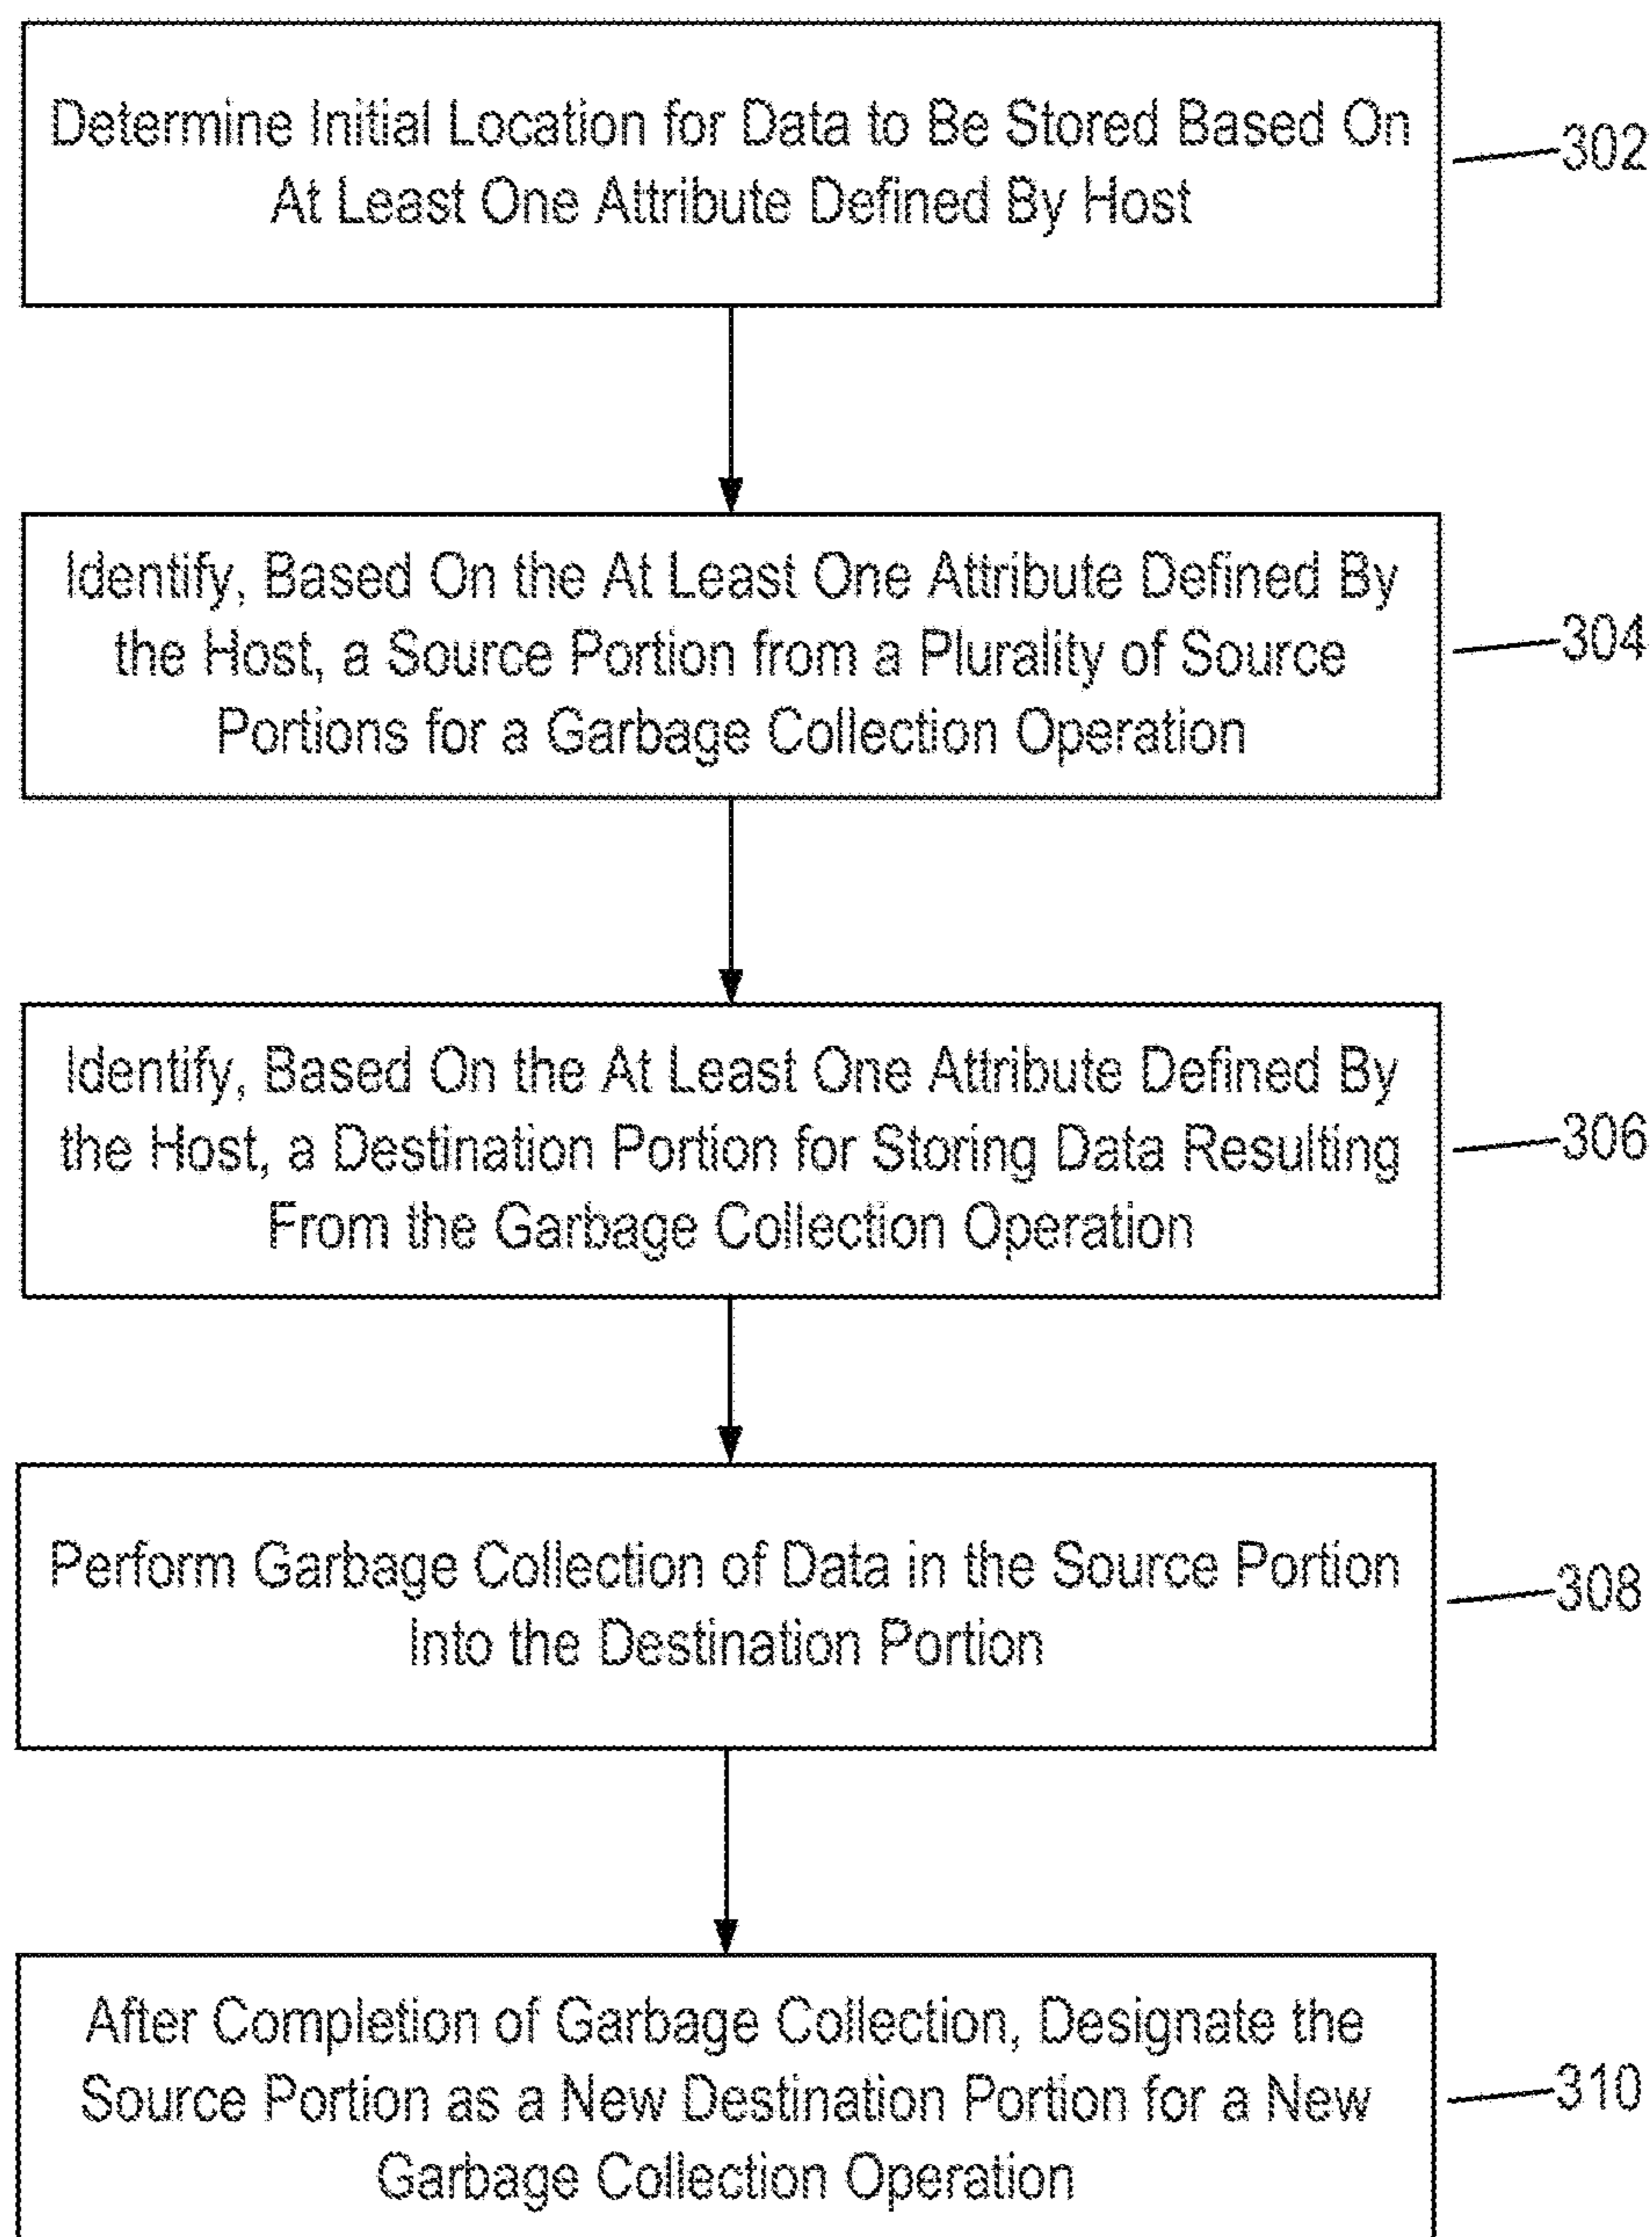 Determine Initial Location for Data to Be Stored Based On
At Least One Attribute Defined By Host
302
Identify, Based On the At Least One Attribute Defined By
the Host, a Source Portion from a Plurality of Source
Portions for a Garbage Collection Operation
304
Identify, Based On the At Least One Attribute Defined By
the Host, a Destination Portion for Storing Data Resulting
From the Garbage Collection Operation
306
Perform Garbage Collection of Data in the Source Portion
Into the Destination Portion
308
After Completion of Garbage Collection, Designate the
Source Portion as a New Destination Portion for a New
Garbage Collection Operation
310